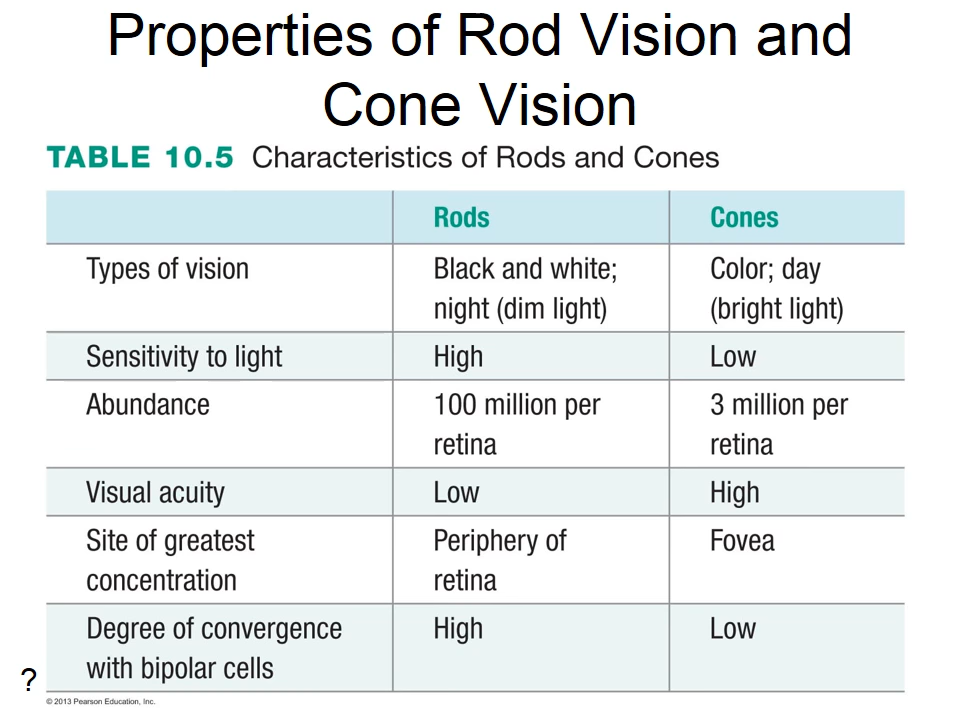 Properties of Rod Vision and
Cone Vision
TABLE 10.5 Characteristics of Rods and Cones
Rods Cones
Types of vision Black and white; Color; day
night (dim light) (bright light)
Sensitivity to light High Low
Abundance 100 million per 3 million per
retina retina
Visual acuity Low High
Site of greatest Periphery of Fovea
concentration retina
Degree of convergence High Low
with bipolar cells
?
© 2013 Pearson Education, Inc.